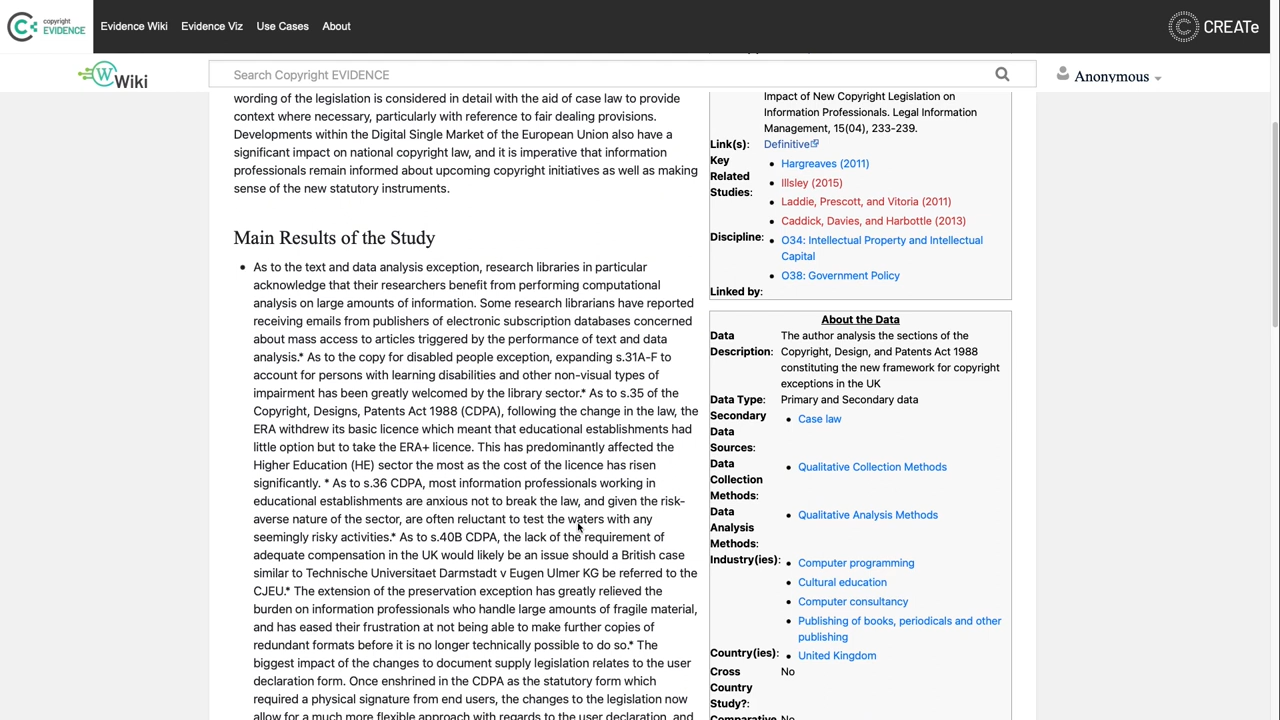 copyright
EVIDENCE
Evidence Wiki Evidence Viz Use Cases About
CREATe
Wiki
Search Copyright EVIDENCE
Anonymous
wording of the legislation is considered in detail with the aid of case law to provide
context where necessary, particularly with reference to fair dealing provisions.
Developments within the Digital Single Market of the European Union also have a
significant impact on national copyright law, and it is imperative that information
professionals remain informed about upcoming copyright initiatives as well as making
sense of the new statutory instruments.
Main Results of the Study
• As to the text and data analysis exception, research libraries in particular
acknowledge that their researchers benefit from performing computational
analysis on large amounts of information. Some research librarians have reported
receiving emails from publishers of electronic subscription databases concerned
about mass access to articles triggered by the performance of text and data
analysis.* As to the copy for disabled people exception, expanding s.31A-F to
account for persons with learning disabilities and other non-visual types of
impairment has been greatly welcomed by the library sector.* As to s.35 of the
Copyright, Designs, Patents Act 1988 (CDPA), following the change in the law, the
ERA withdrew its basic licence which meant that educational establishments had
little option but to take the ERA+ licence. This has predominantly affected the
Higher Education (HE) sector the most as the cost of the licence has risen
significantly. * As to s.36 CDPA, most information professionals working in
educational establishments are anxious not to break the law, and given the risk-
averse nature of the sector, are often reluctant to test the waters with any
seemingly risky activities.* As to s.40B CDPA, the lack of the requirement of
adequate compensation in the UK would likely be an issue should a British case
similar to Technische Universitaet Darmstadt v Eugen Ulmer KG be referred to the
CJEU.* The extension of the preservation exception has greatly relieved the
burden on information professionals who handle large amounts of fragile material,
and has eased their frustration at not being able to make further copies of
redundant formats before it is no longer technically possible to do so.* The
biggest impact of the changes to document supply legislation relates to the user
declaration form. Once enshrined in the CDPA as the statutory form which
required a physical signature from end users, the changes to the legislation now
allow for a much more flexible approach with regards to the user declaration, and
Impact of New Copyright Legislation on
Information Professionals. Legal Information
Management, 15(04), 233-239.
Link(s): Definitive
Key
Related
Studies:
• Hargreaves (2011)
• Illsley (2015)
• Laddie, Prescott, and Vitoria (2011)
• Caddick, Davies, and Harbottle (2013)
Discipline: • O34: Intellectual Property and Intellectual
Capital
• O38: Government Policy
Linked by:
About the Data
Data
Description:
The author analysis the sections of the
Copyright, Design, and Patents Act 1988
constituting the new framework for copyright
exceptions in the UK
Data Type: Primary and Secondary data
Secondary
Data
Sources:
• Case law
Data
Collection
Methods:
• Qualitative Collection Methods
Data
Analysis
Methods:
• Qualitative Analysis Methods
Industry(ies): • Computer programming
• Cultural education
• Computer consultancy
• Publishing of books, periodicals and other
publishing
Country(ies): • United Kingdom
Cross
Country
Study?:
No
Comparative No